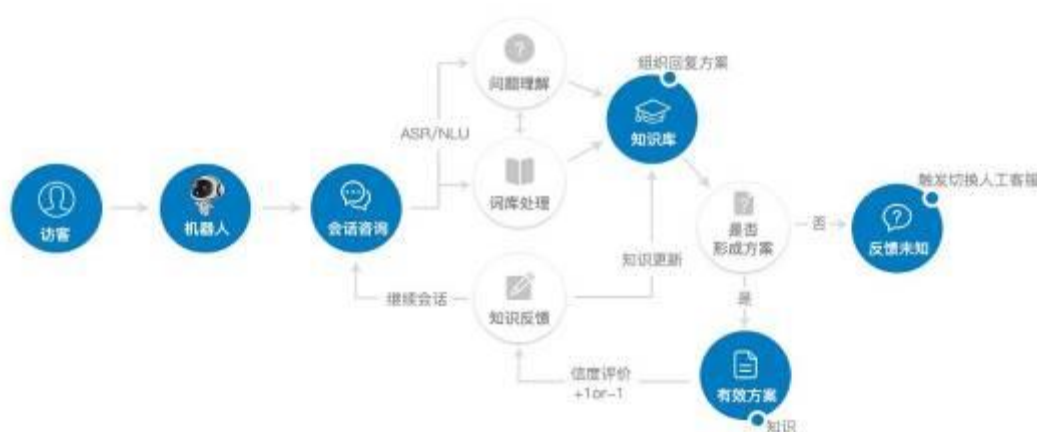 组织回复方案
问题理解
知识库
ASR/NLU
词库处理
触发切换人工客服
访客
机器人
会话咨询
是否
形成方案
否
反馈未知
知识更新
继续会话
知识反馈
是
信度评价
+1or-1
有效方案
知识